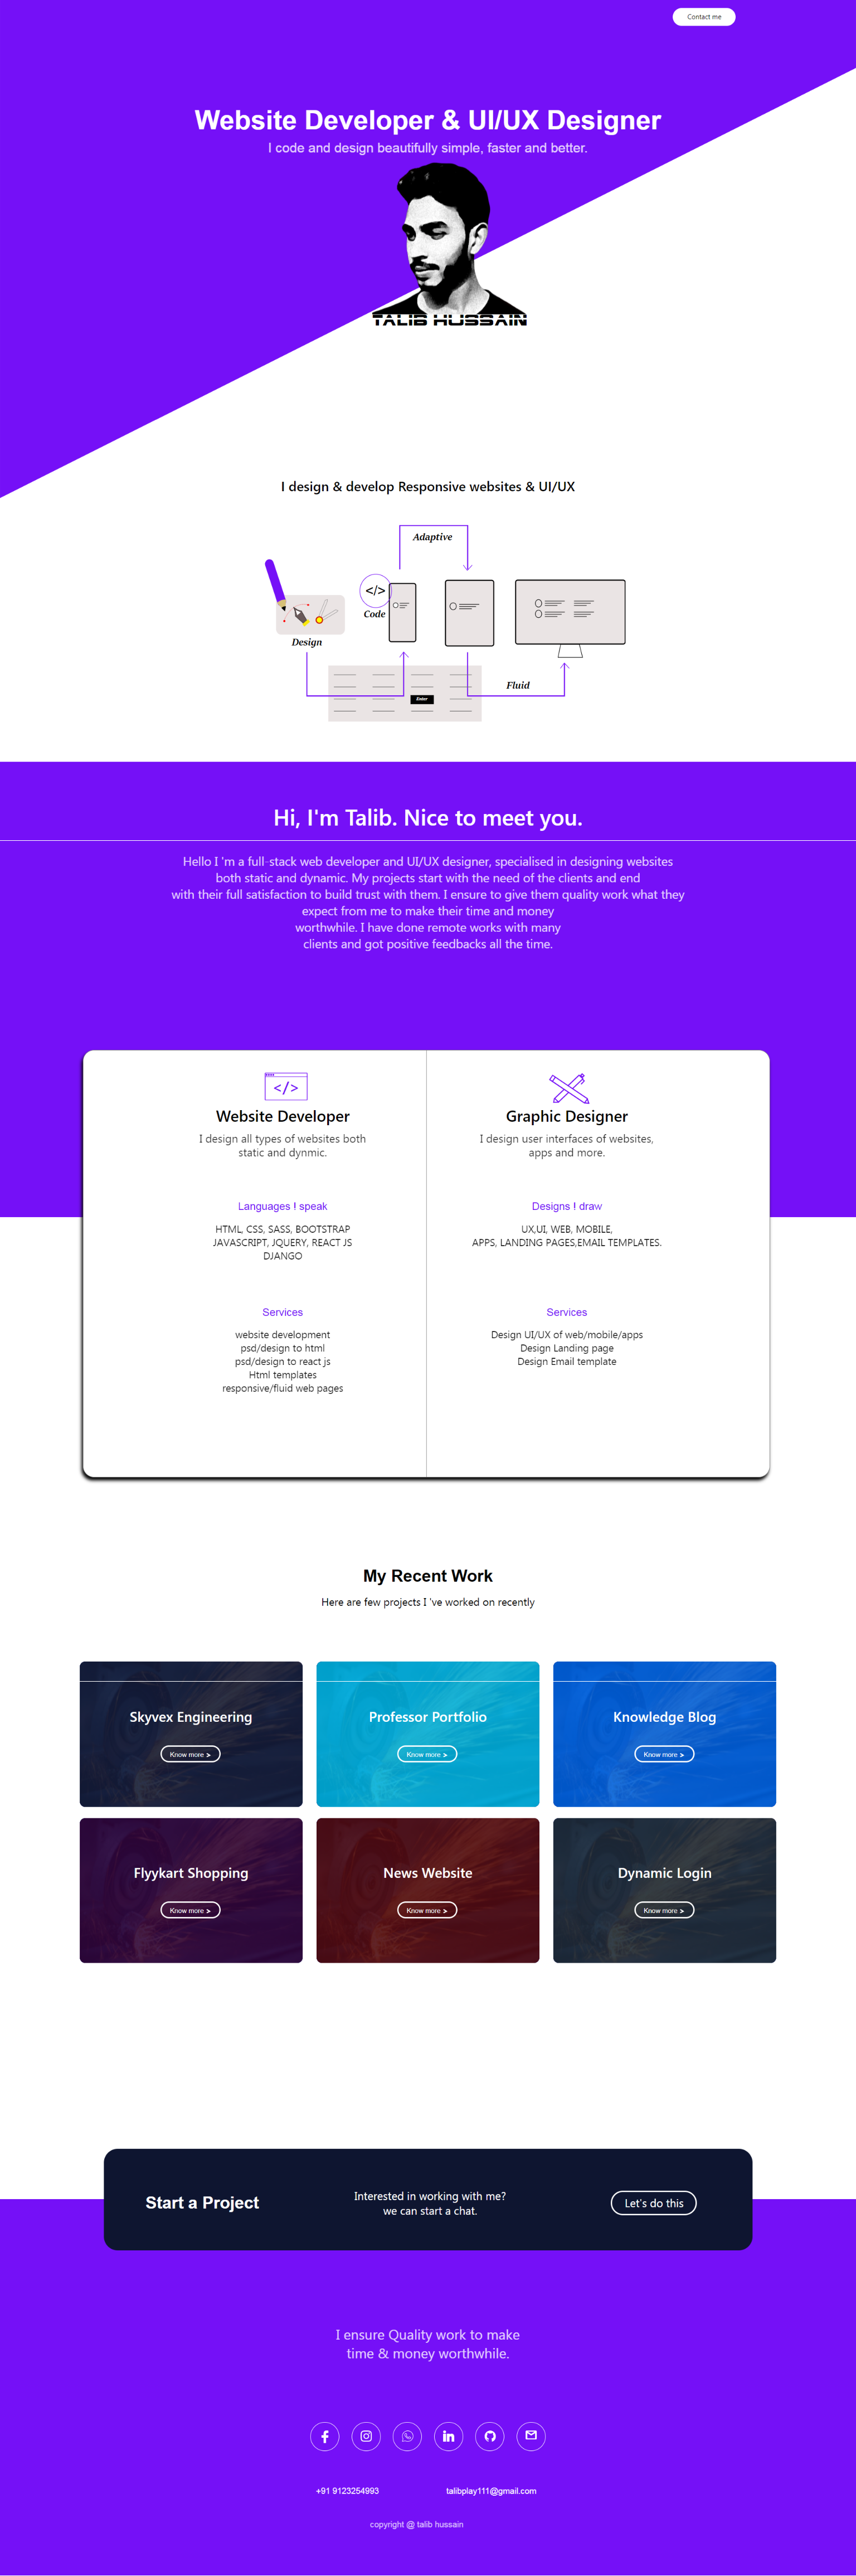 Contact me
Website Developer & UI/UX Designer
I code and design beautifully simple, faster and better.
TALIB HUSSAIN
I design & develop Responsive websites & UI/UX
Adaptive
</>
Code
Design
Enter
Fluid
Hi, I'm Talib. Nice to meet you.
Hello I 'm a full-stack web developer and UI/UX designer, specialised in designing websites
both static and dynamic. My projects start with the need of the clients and end
with their full satisfaction to build trust with them. I ensure to give them quality work what they
expect from me to make their time and money
worthwhile. I have done remote works with many
clients and got positive feedbacks all the time.
</>
Website Developer
I design all types of websites both
static and dynmic.
Languages ! speak
HTML, CSS, SASS, BOOTSTRAP
JAVASCRIPT, JQUERY, REACT JS
DJANGO
Services
website development
psd/design to html
psd/design to react js
Html templates
responsive/fluid web pages
Graphic Designer
I design user interfaces of websites,
apps and more.
Designs ! draw
UX,UI, WEB, MOBILE,
APPS, LANDING PAGES,EMAIL TEMPLATES.
Services
Design UI/UX of web/mobile/apps
Design Landing page
Design Email template
My Recent Work
Here are few projects I 've worked on recently
Skyvex Engineering
Know more >
Professor Portfolio
Know more >
Knowledge Blog
Know more >
Flyykart Shopping
Know more >
News Website
Know more >
Dynamic Login
Know more >
Start a Project
Interested in working with me?
we can start a chat.
Let's do this
I ensure Quality work to make
time & money worthwhile.
+91 9123254993
talibplay111@gmail.com
copyright @ talib hussain